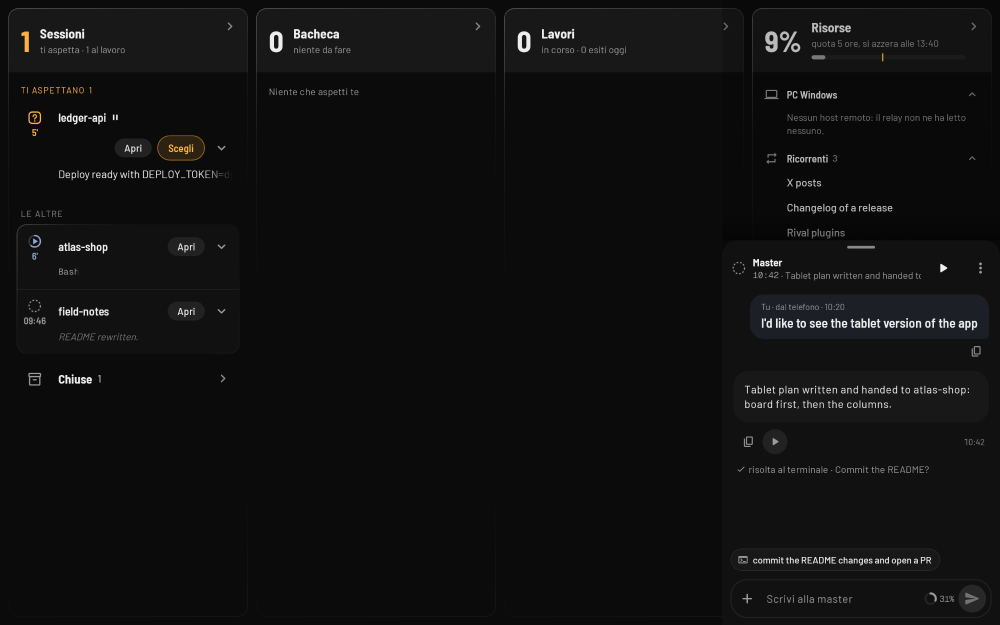 1
Sessioni
ti aspetta · 1 al lavoro
TI ASPETTANO 1
5'
ledger-api
Apri
Scegli
Deploy ready with DEPLOY_TOKEN=
LE ALTRE
6'
atlas-shop
Apri
Bash
09:46
field-notes
Apri
README rewritten.
Chiuse 1
0
Bacheca
niente da fare
Niente che aspetti te
0
Lavori
in corso · 0 esiti oggi
9%
Risorse
quota 5 ore, si azzera alle 13:40
PC Windows
Nessun host remoto: il relay non ne ha letto
nessuno.
Ricorrenti 3
X posts
Changelog of a release
Rival plugins
Master
10:42 · Tablet plan written and handed to
Tu · dal telefono · 10:20
I'd like to see the tablet version of the app
Tablet plan written and handed to atlas-shop:
board first, then the columns.
10:42
✓ risolta al terminale · Commit the README?
commit the README changes and open a PR
Scrivi alla master
31%